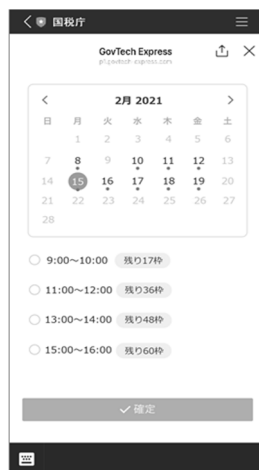 国税庁
GovTech Express
p1.govtech-express.com
2月 2021
日 月 火 水 木 金 土
1 2 3 4 5 6
7 8 9 10 11 12 13
14 15 16 17 18 19 20
21 22 23 24 25 26 27
28
9:00～10:00 残り17枠
11:00～12:00 残り36枠
13:00～14:00 残り48枠
15:00～16:00 残り60枠
確定